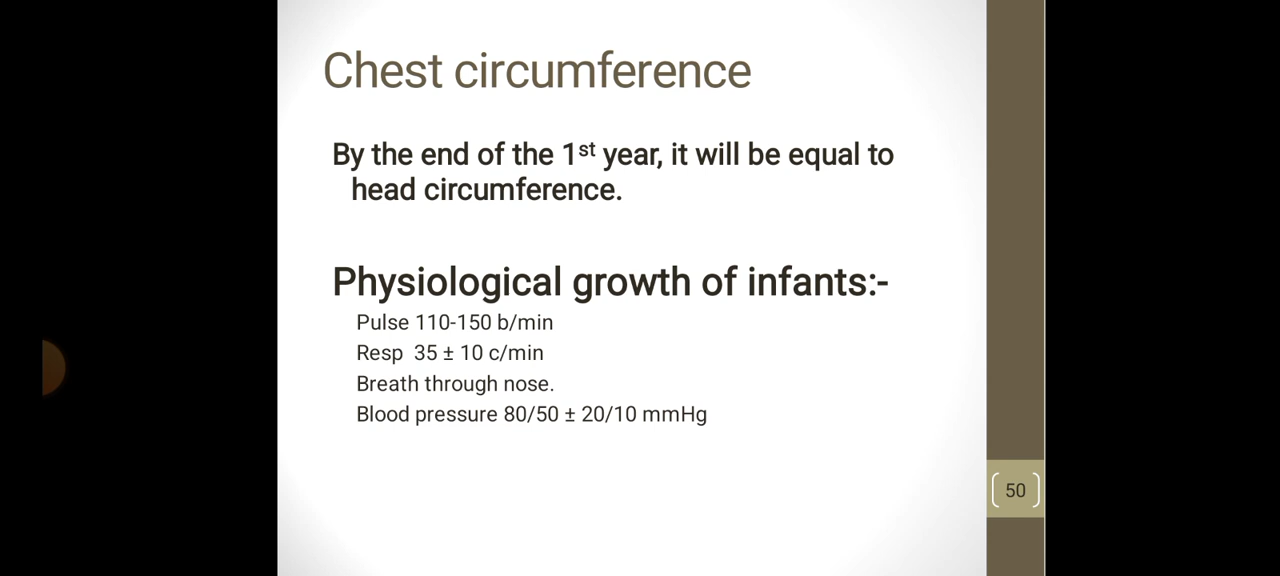 Chest circumference
By the end of the 1st year, it will be equal to
head circumference.
Physiological growth of infants:-
Pulse 110-150 b/min
Resp  35 ± 10 c/min
Breath through nose.
Blood pressure 80/50 ± 20/10 mmHg
50